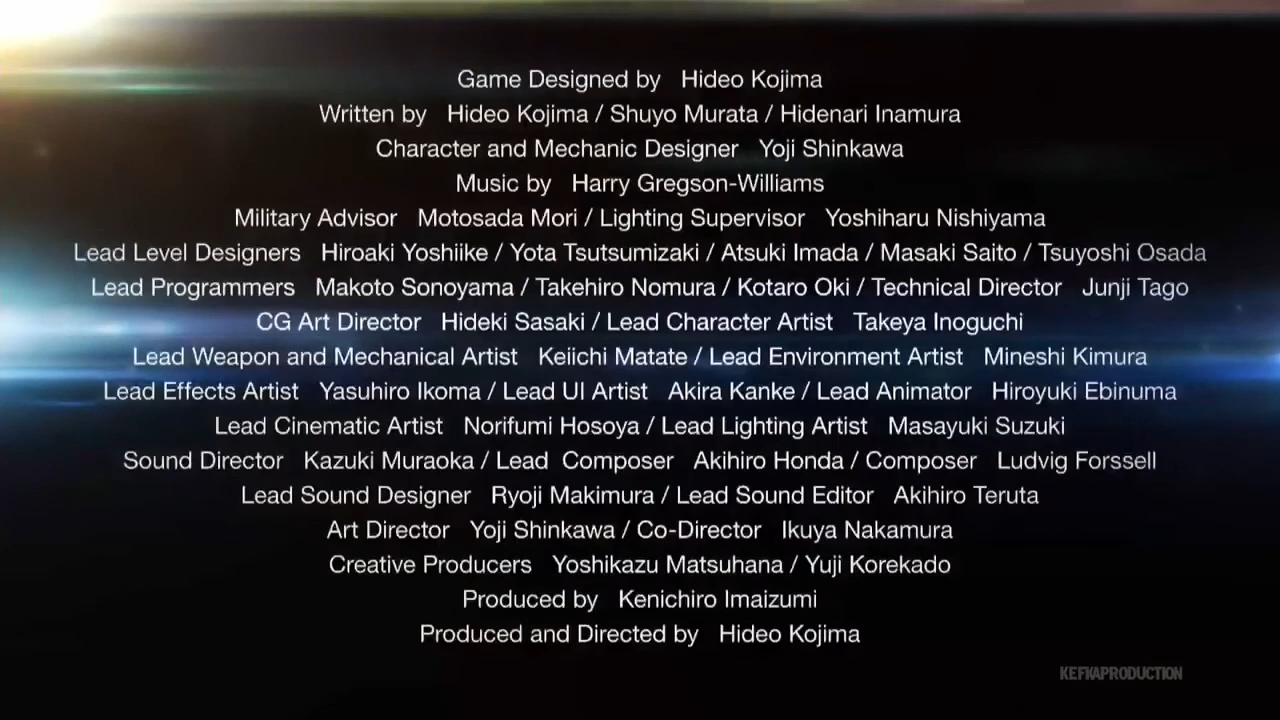 Game Designed by Hideo Kojima
Written by Hideo Kojima / Shuyo Murata / Hidenari Inamura
Character and Mechanic Designer Yoji Shinkawa
Music by Harry Gregson-Williams
Military Advisor Motosada Mori / Lighting Supervisor Yoshiharu Nishiyama
Lead Level Designers Hiroaki Yoshiike / Yota Tsutsumizaki / Atsuki Imada / Masaki Saito / Tsuyoshi Osada
Lead Programmers Makoto Sonoyama / Takehiro Nomura / Kotaro Oki / Technical Director Junji Tago
CG Art Director Hideki Sasaki / Lead Character Artist Takeya Inoguchi
Lead Weapon and Mechanical Artist Keiichi Matate / Lead Environment Artist Mineshi Kimura
Lead Effects Artist Yasuhiro Ikoma / Lead UI Artist Akira Kanke / Lead Animator Hiroyuki Ebinuma
Lead Cinematic Artist Norifumi Hosoya / Lead Lighting Artist Masayuki Suzuki
Sound Director Kazuki Muraoka / Lead Composer Akihiro Honda / Composer Ludvig Forssell
Lead Sound Designer Ryoji Makimura / Lead Sound Editor Akihiro Teruta
Art Director Yoji Shinkawa / Co-Director Ikuya Nakamura
Creative Producers Yoshikazu Matsuhana / Yuji Korekado
Produced by Kenichiro Imaizumi
Produced and Directed by Hideo Kojima
KEFKAPRODUCTION